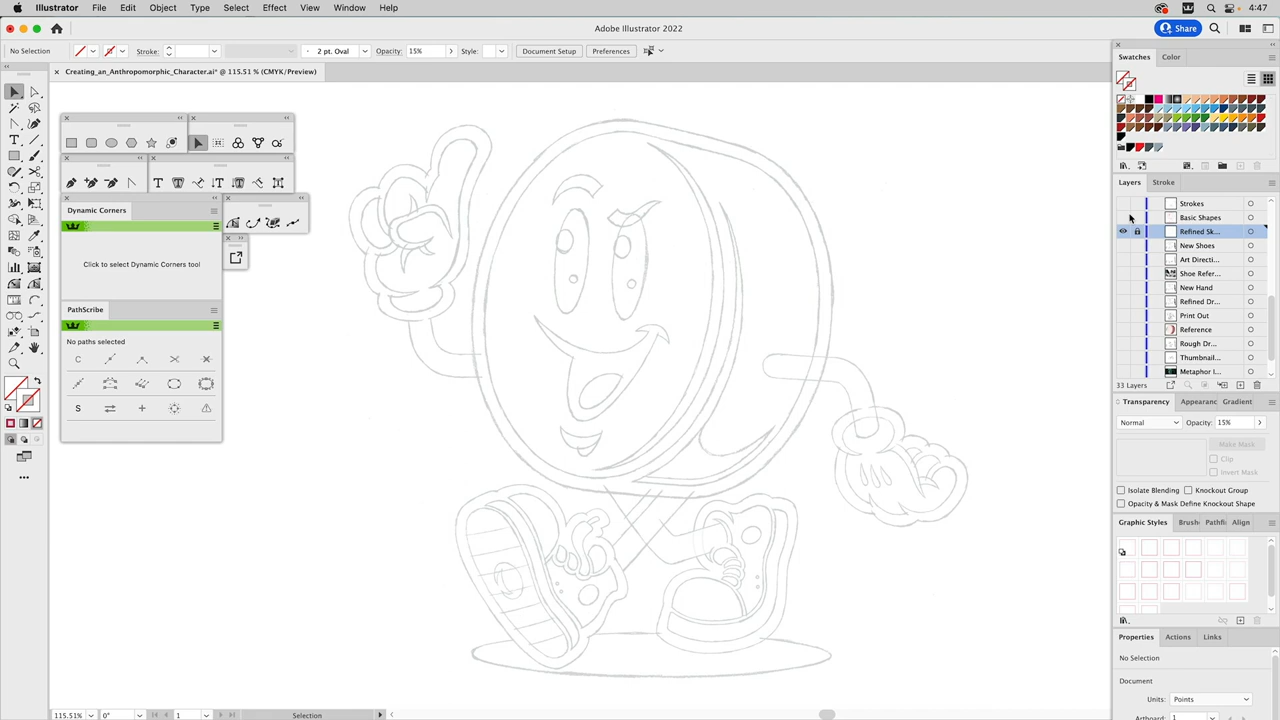 Illustrator File Edit Object Type Select Effect View Window Help 4:47
Adobe Illustrator 2022
Share
No Selection Stroke: 2 pt. Oval Opacity: 15% Style: Document Setup Preferences
Creating_an_Anthropomorphic_Character.ai* @ 115.51 % (CMYK/Preview)
Swatches Color
Dynamic Corners
Click to select Dynamic Corners tool
PathScribe
No paths selected
Layers Stroke
Strokes
Basic Shapes
Refined Sk...
New Shoes
Art Directi...
Shoe Refer...
New Hand
Refined Dr...
Print Out
Reference
Rough Dr...
Thumbnail...
Metaphor I...
33 Layers
Transparency Appearanc Gradient
Normal Opacity: 15%
Make Mask
Clip
Invert Mask
Isolate Blending Knockout Group
Opacity & Mask Define Knockout Shape
Graphic Styles Brush Pathfi Align
Properties Actions Links
No Selection
Document
Units: Points
Artboard: 1
115.51% 0° 1 Selection